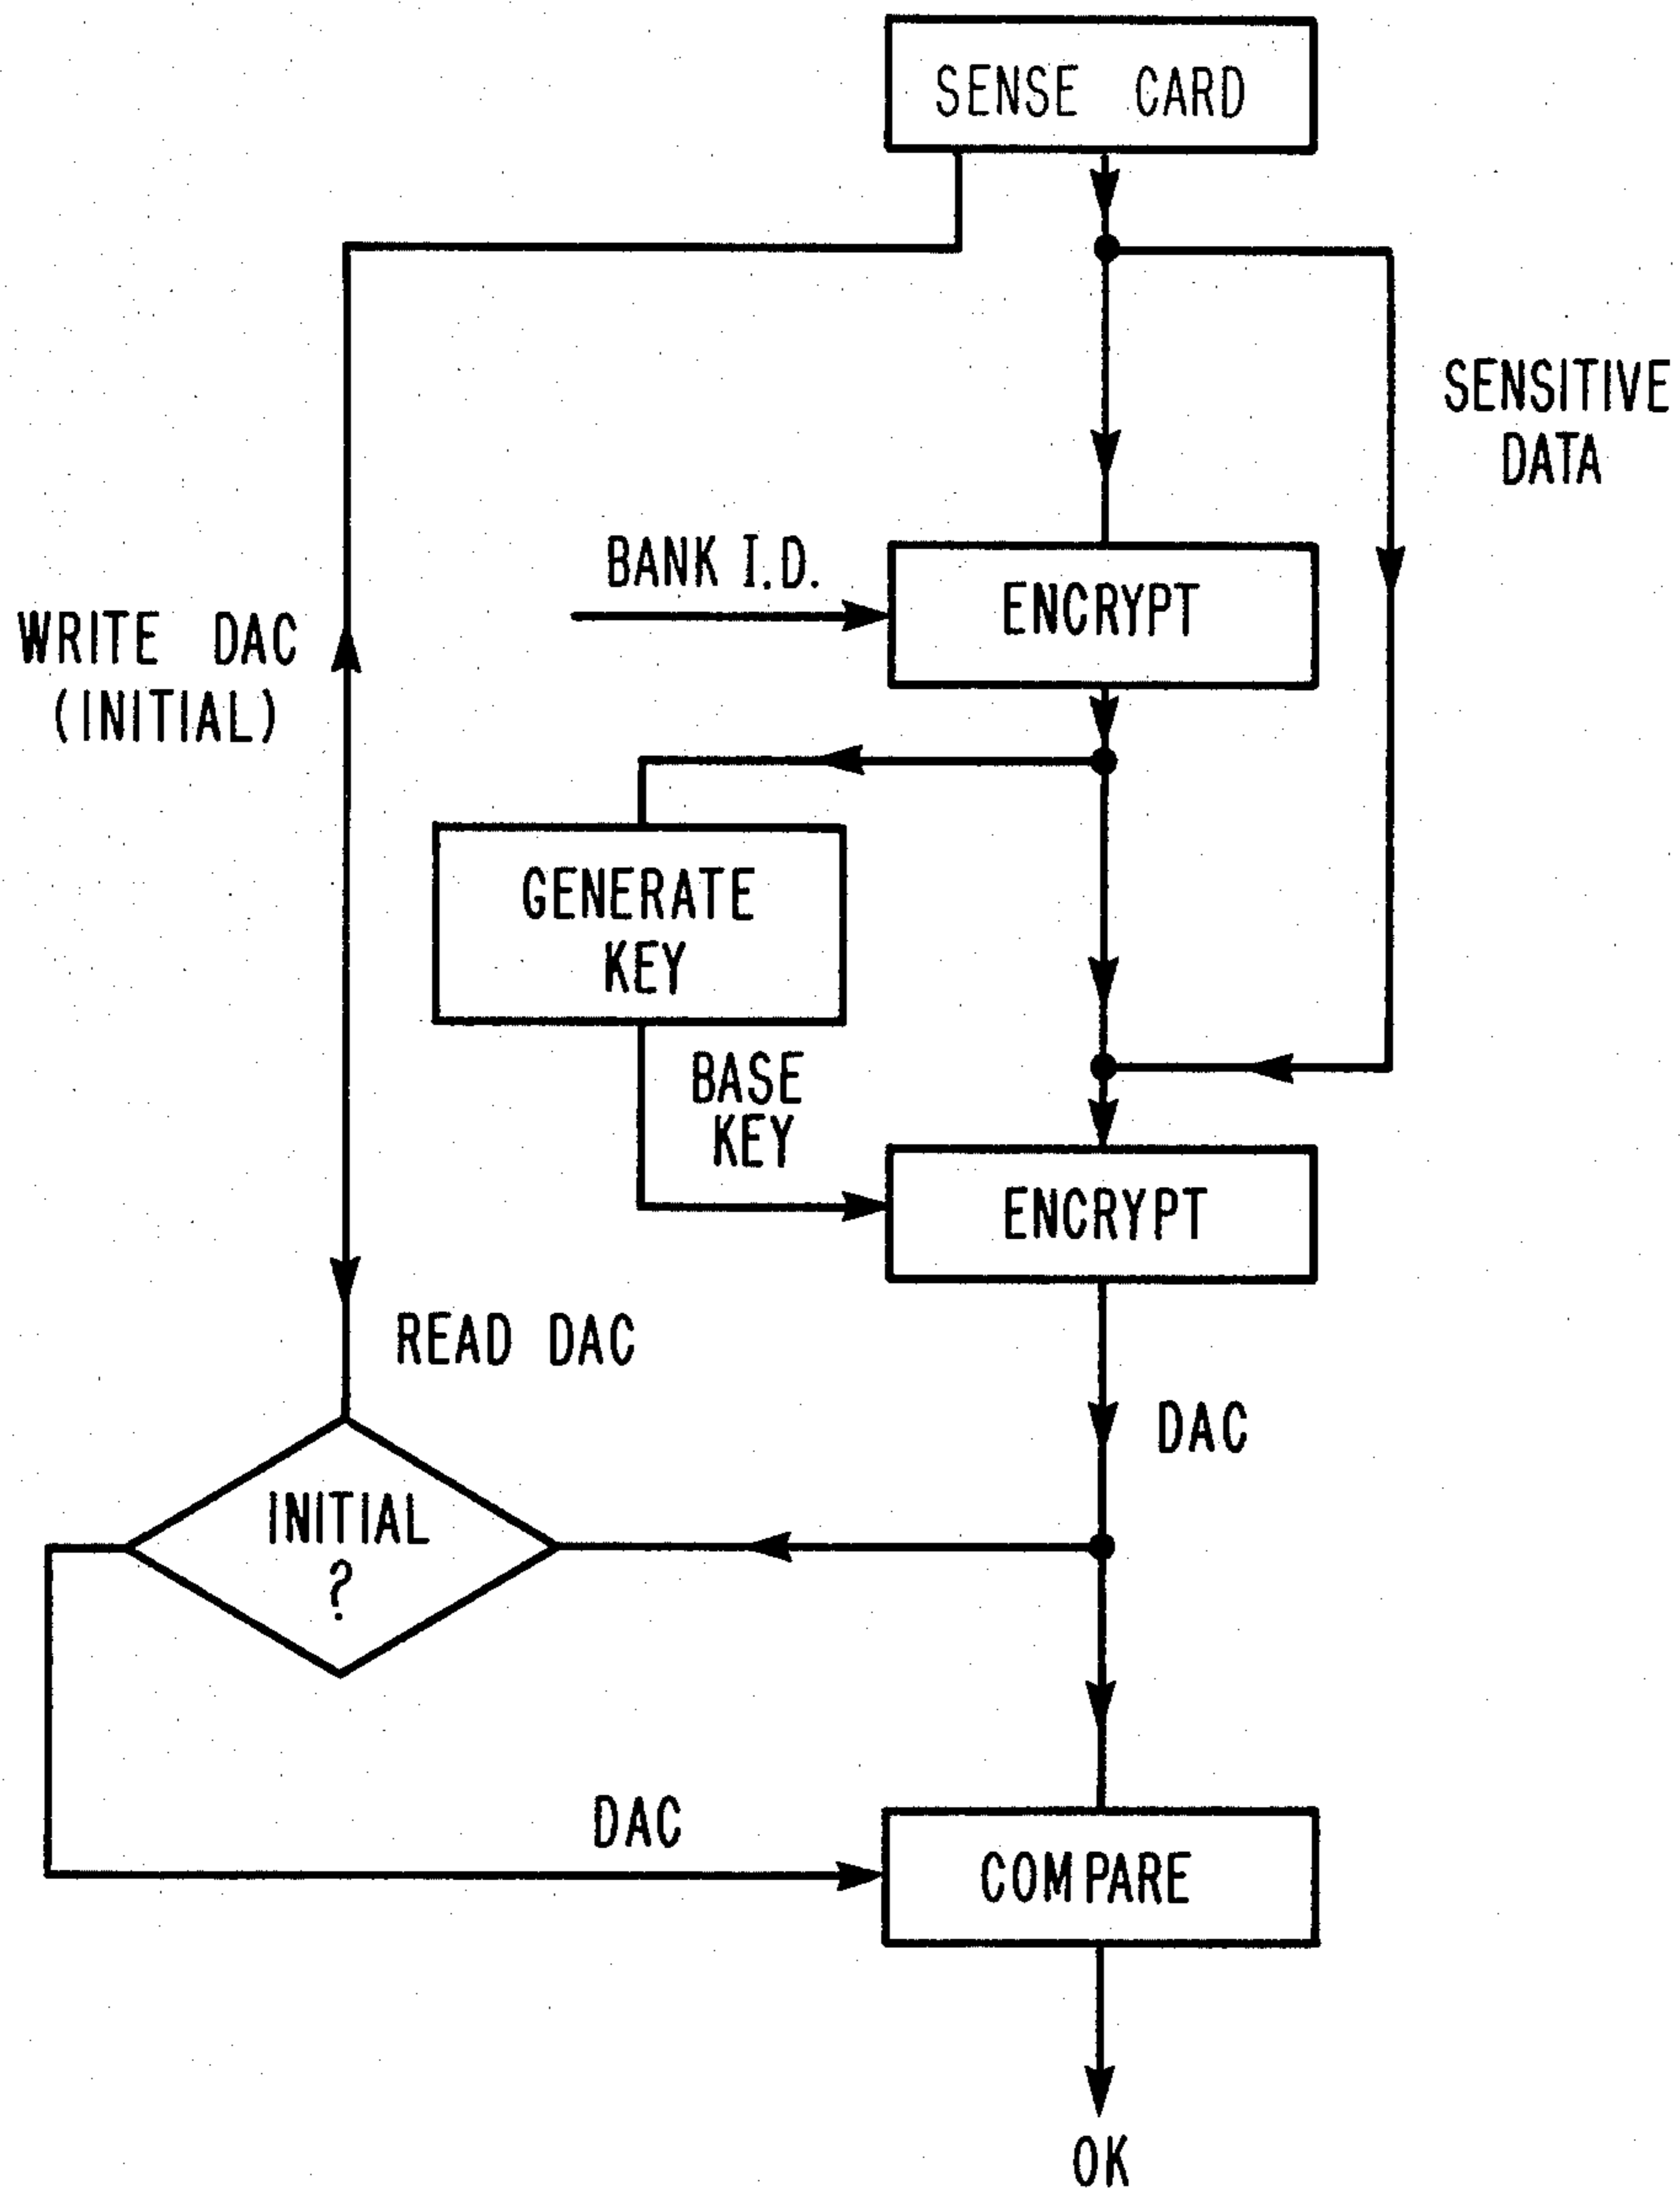 SENSE CARD
SENSITIVE
DATA
BANK I.D.
ENCRYPT
WRITE DAC
(INITIAL)
GENERATE
KEY
BASE
KEY
ENCRYPT
READ DAC
DAC
INITIAL
?
DAC
COMPARE
OK